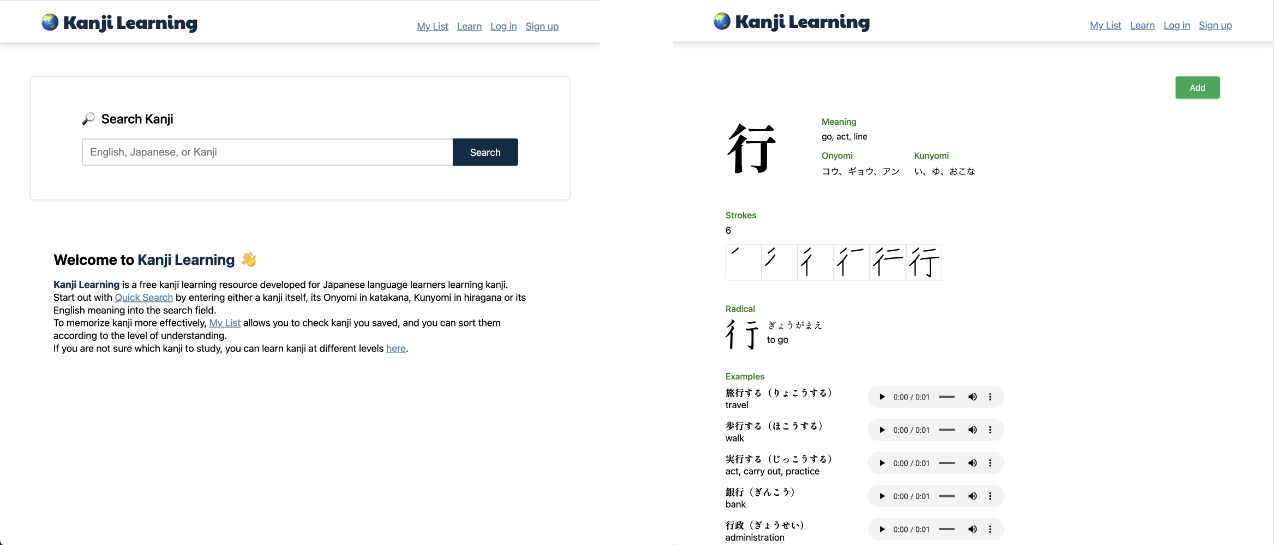 Kanji Learning
My List Learn Log in Sign up
Search Kanji
English, Japanese, or Kanji
Search
Welcome to Kanji Learning
Kanji Learning is a free kanji learning resource developed for Japanese language learners learning kanji.
Start out with Quick Search by entering either a kanji itself, its Onyomi in katakana, Kunyomi in hiragana or its
English meaning into the search field.
To memorize kanji more effectively, My List allows you to check kanji you saved, and you can sort them
according to the level of understanding.
If you are not sure which kanji to study, you can learn kanji at different levels here.
Kanji Learning
My List Learn Log in Sign up
Add
行
Meaning
go, act, line
Onyomi Kunyomi
コウ、ギョウ、アン い、ゆ、おこな
Strokes
6
Radical
行 ぎょうがまえ
to go
Examples
旅行する（りょこうする）
travel
0:00 / 0:01
歩行する（ほこうする）
walk
0:00 / 0:01
実行する（じっこうする）
act, carry out, practice
0:00 / 0:01
銀行（ぎんこう）
bank
0:00 / 0:01
行政（ぎょうせい）
administration
0:00 / 0:01